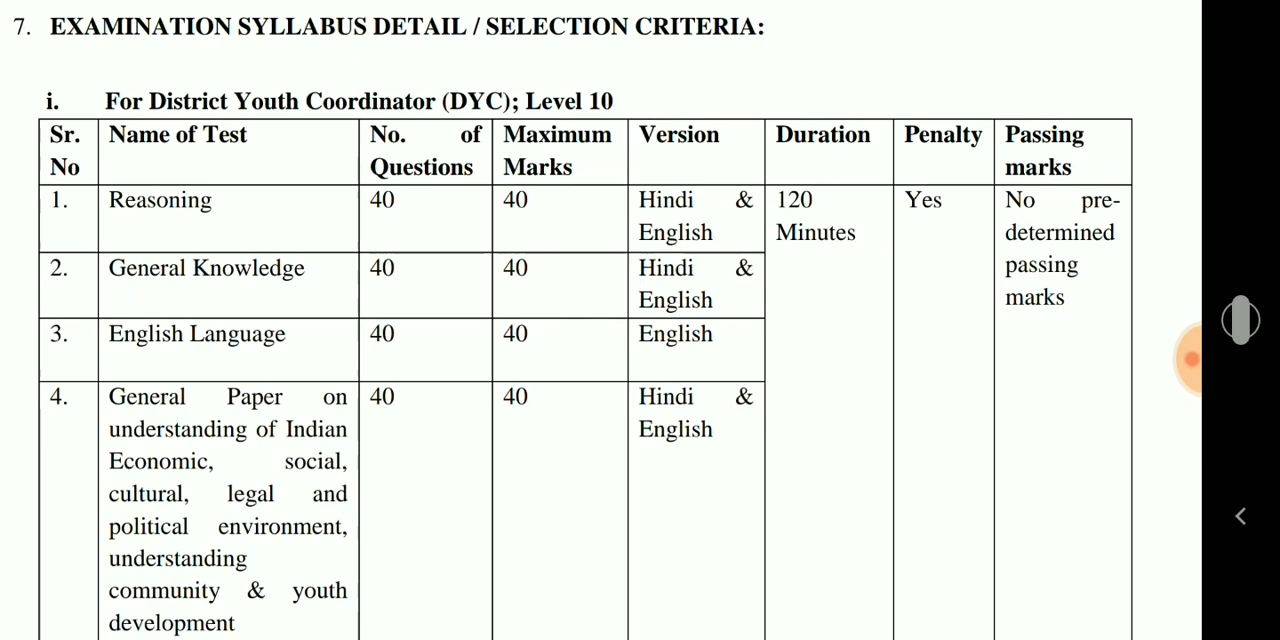 7. EXAMINATION SYLLABUS DETAIL / SELECTION CRITERIA:
i. For District Youth Coordinator (DYC); Level 10
Sr. No Name of Test No. of Questions Maximum Marks Version Duration Penalty Passing marks
1. Reasoning 40 40 Hindi & English 120 Minutes Yes No pre-determined passing marks
2. General Knowledge 40 40 Hindi & English
3. English Language 40 40 English
4. General Paper on 40 40 Hindi & English
understanding of Indian
Economic, social,
cultural, legal and
political environment,
understanding
community & youth
development